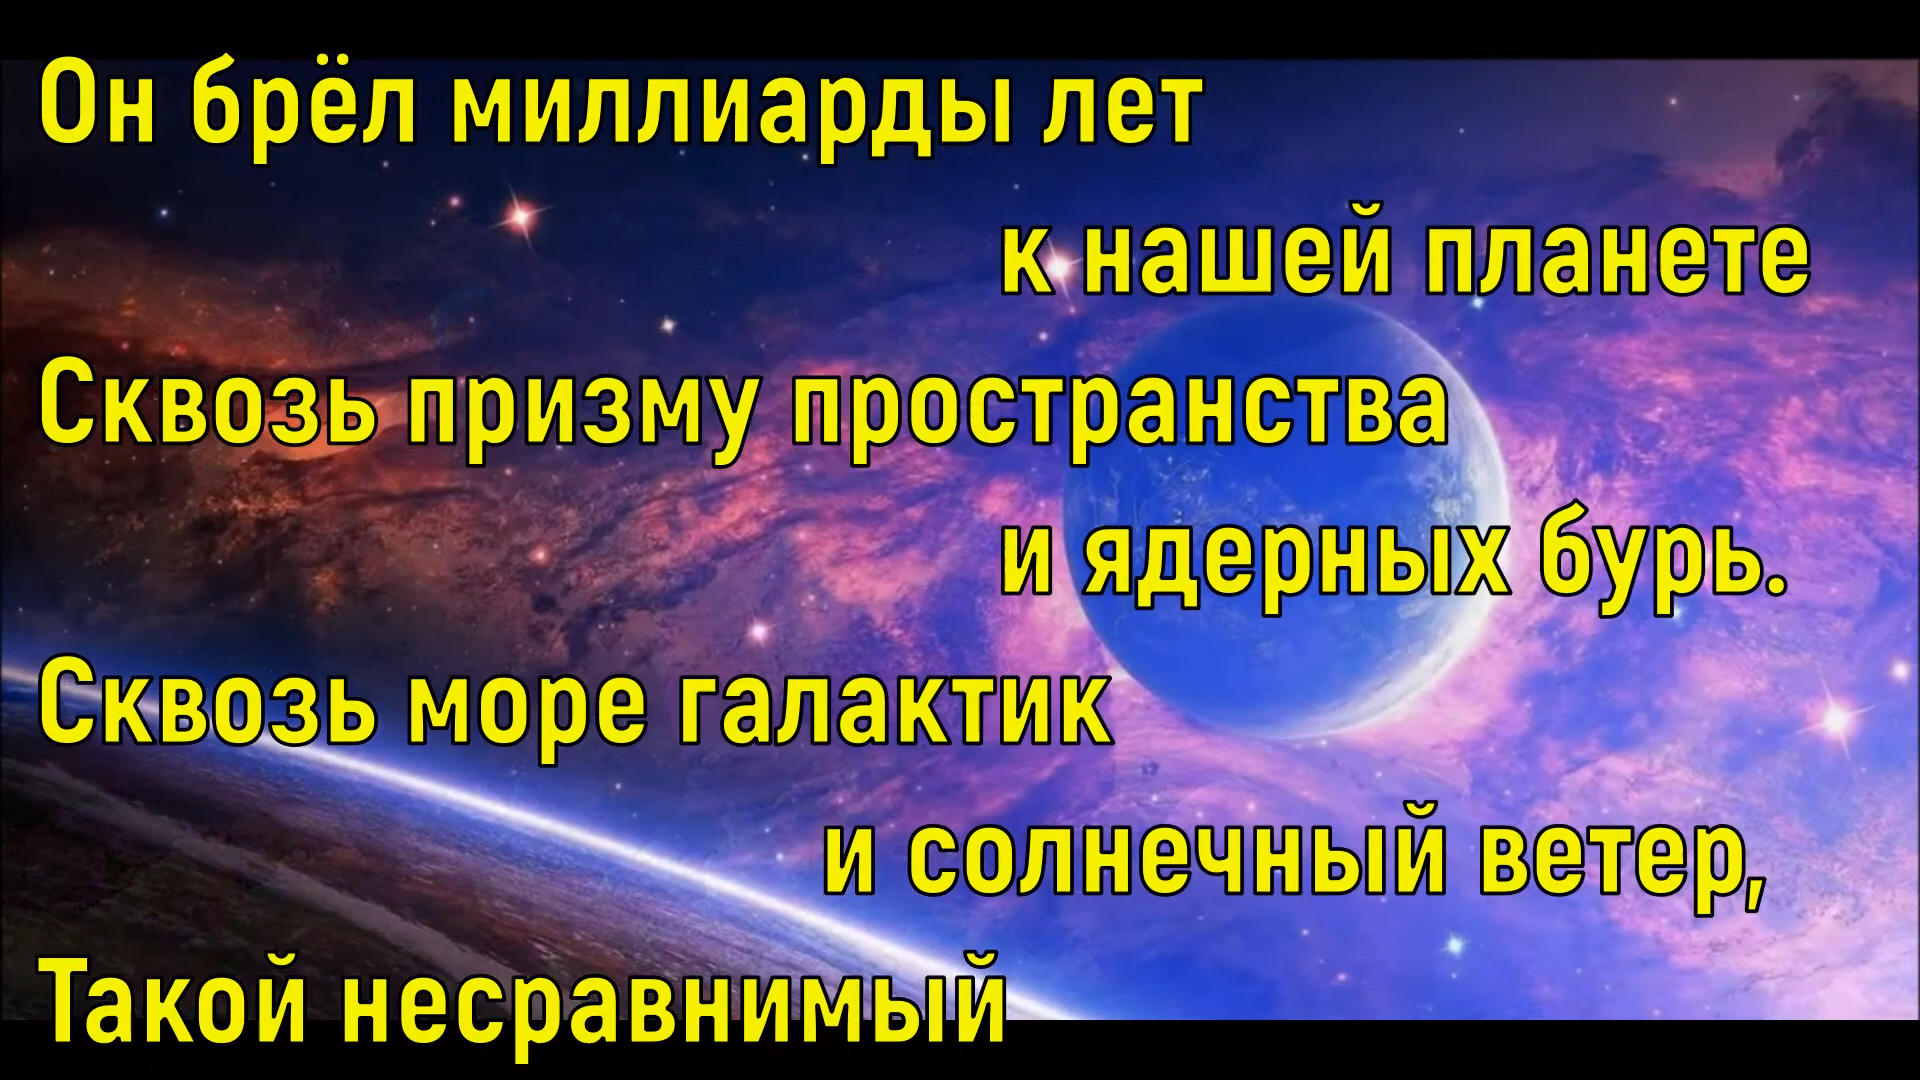 Он брёл миллиарды лет
к нашей планете
Сквозь призму пространства
и ядерных бурь.
Сквозь море галактик
и солнечный ветер,
Такой несравнимый